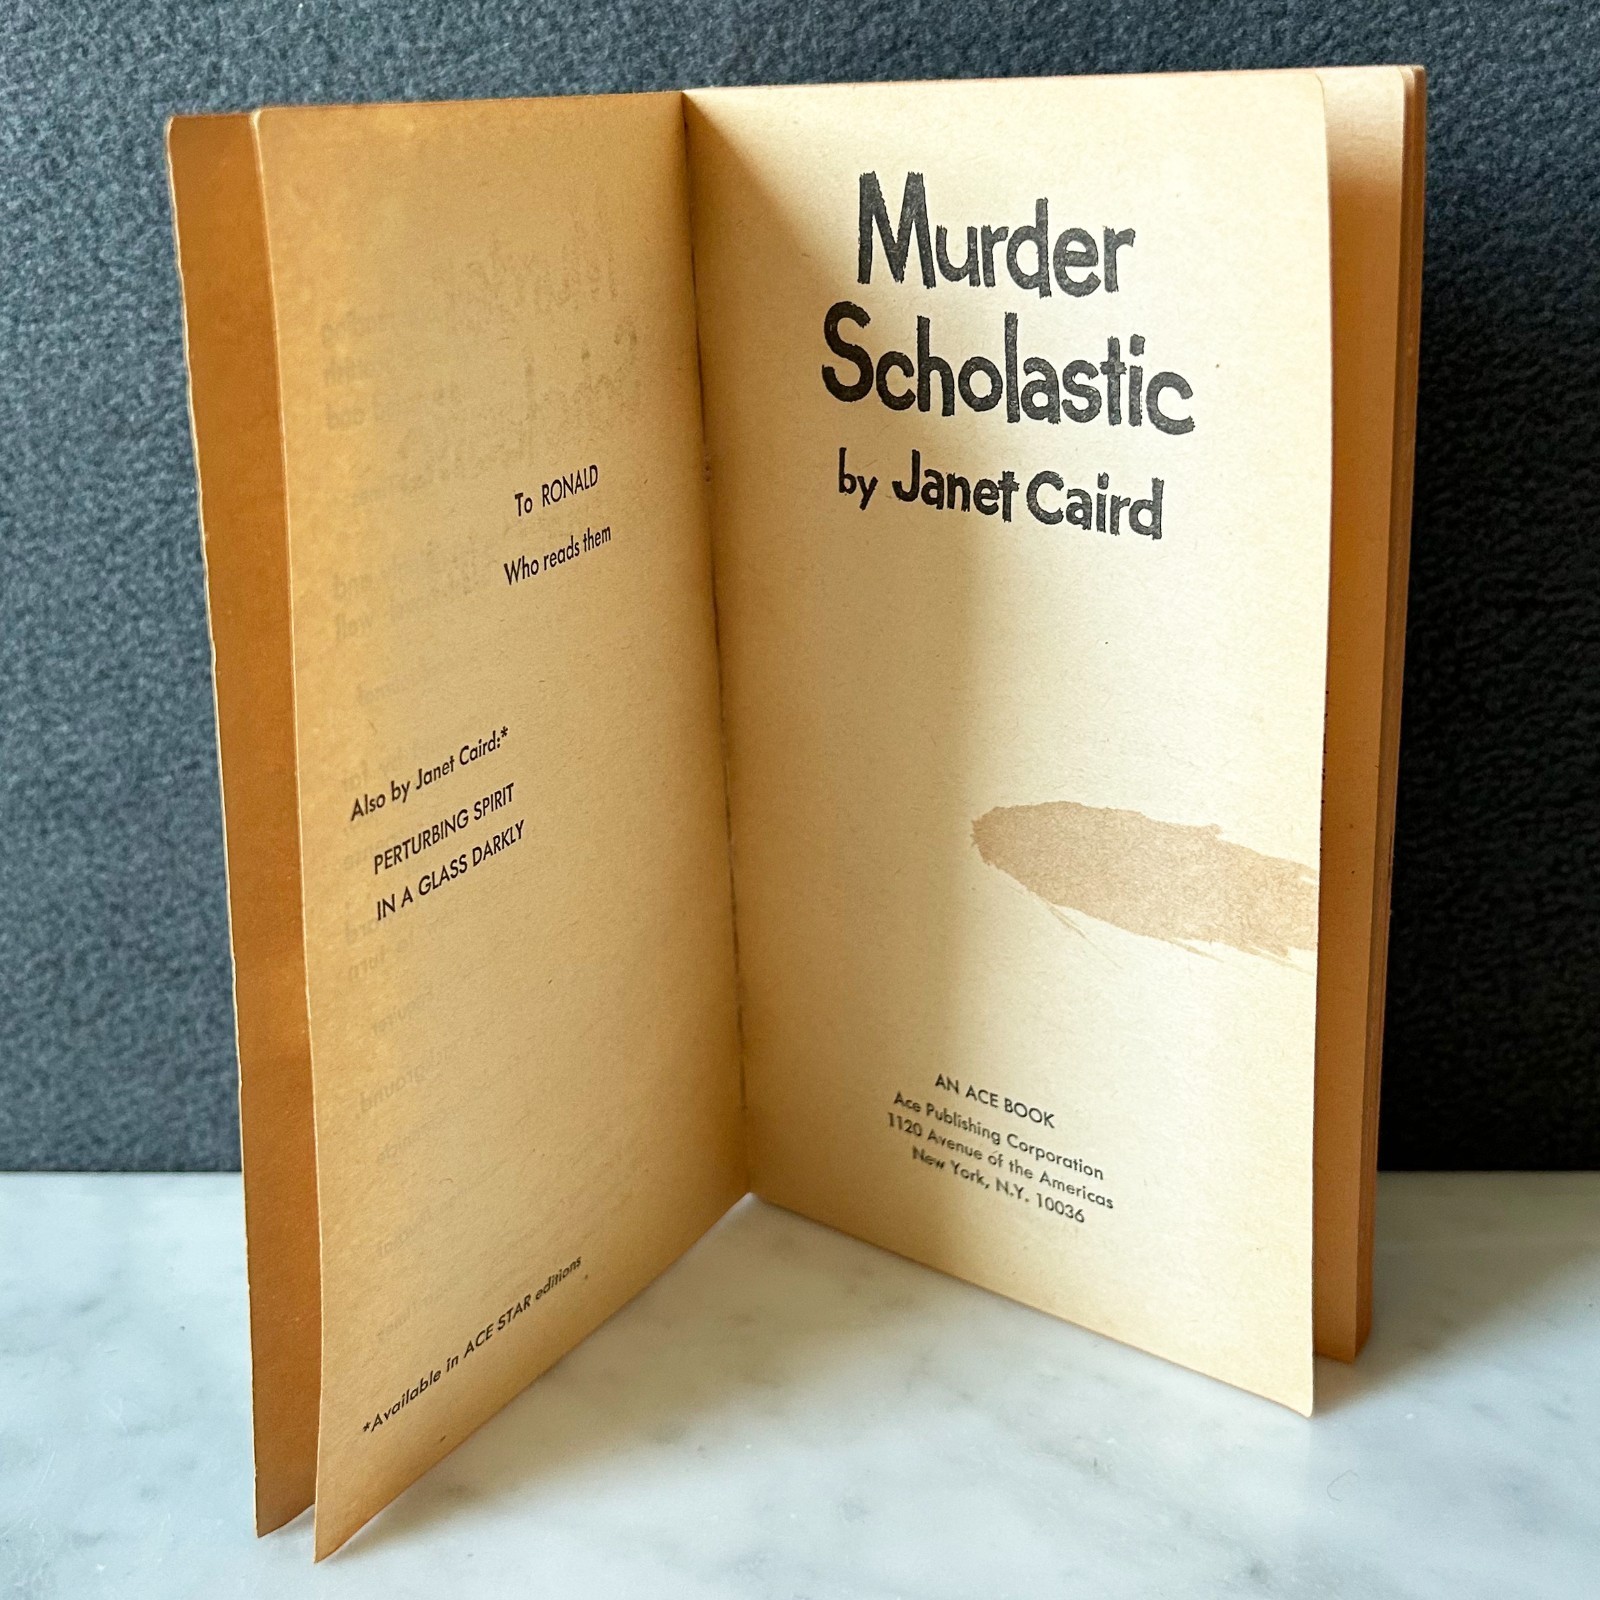 To RONALD
Who reads them
Also by Janet Caird:*
PERTURBING SPIRIT
IN A GLASS DARKLY
*Available in ACE STAR editions
Murder
Scholastic
by Janet Caird
AN ACE BOOK
Ace Publishing Corporation
1120 Avenue of the Americas
New York, N.Y. 10036